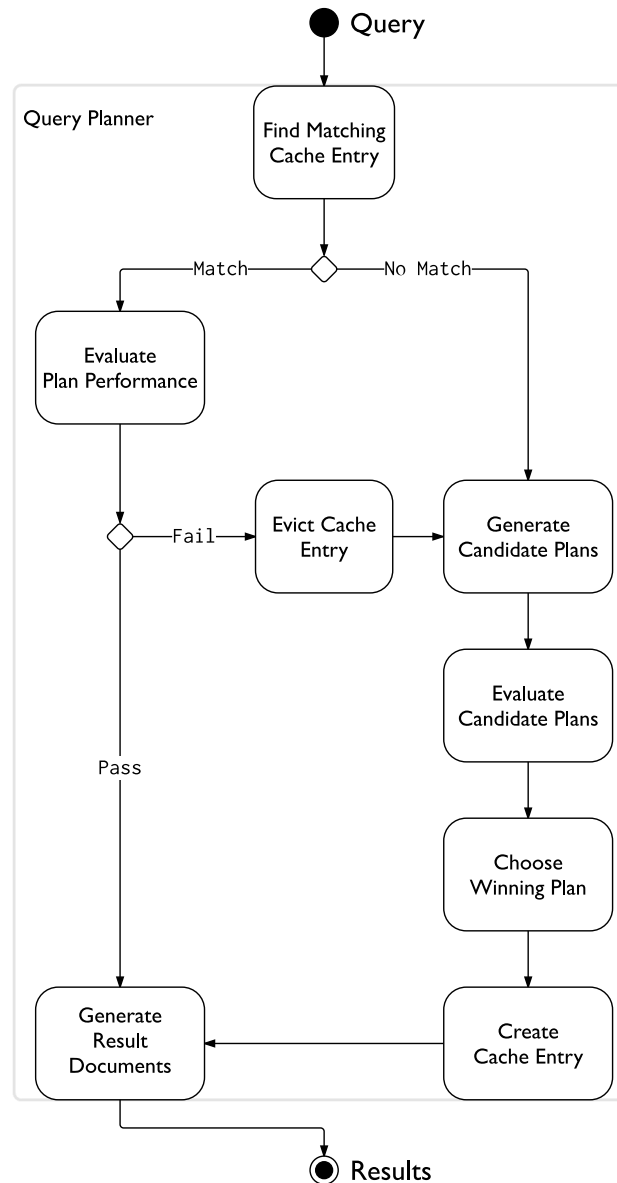 Query
Query Planner
Find Matching
Cache Entry
Match
No Match
Evaluate
Plan Performance
Fail
Evict Cache
Entry
Generate
Candidate Plans
Evaluate
Candidate Plans
Pass
Choose
Winning Plan
Generate
Result
Documents
Create
Cache Entry
Results